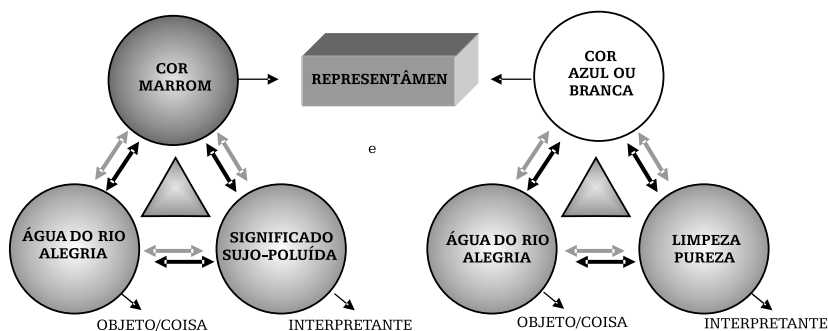 COR
MARROM
REPRESENTÂMEN
COR
AZUL OU
BRANCA
e
ÁGUA DO RIO
ALEGRIA
SIGNIFICADO
SUJO-POLUÍDA
ÁGUA DO RIO
ALEGRIA
LIMPEZA
PUREZA
OBJETO/COISA
INTERPRETANTE
OBJETO/COISA
INTERPRETANTE